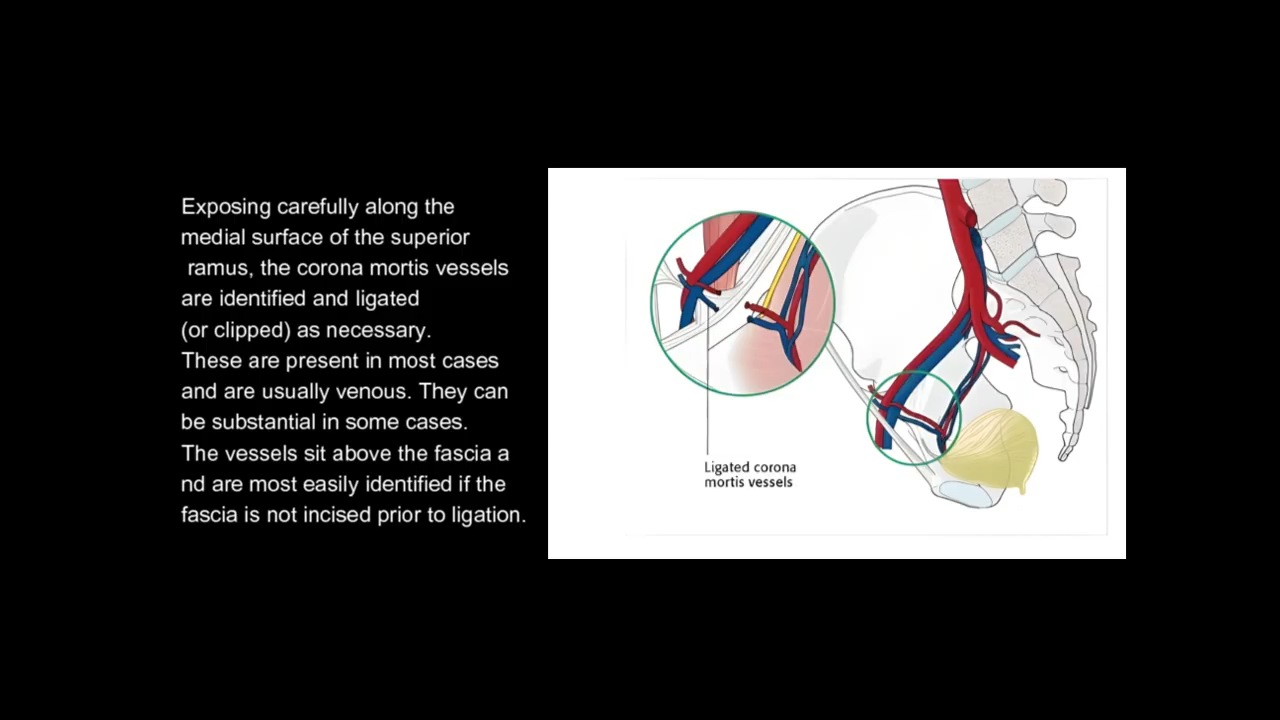 Exposing carefully along the
medial surface of the superior
ramus, the corona mortis vessels
are identified and ligated
(or clipped) as necessary.
These are present in most cases
and are usually venous. They can
be substantial in some cases.
The vessels sit above the fascia a
nd are most easily identified if the
fascia is not incised prior to ligation.
Ligated corona
mortis vessels